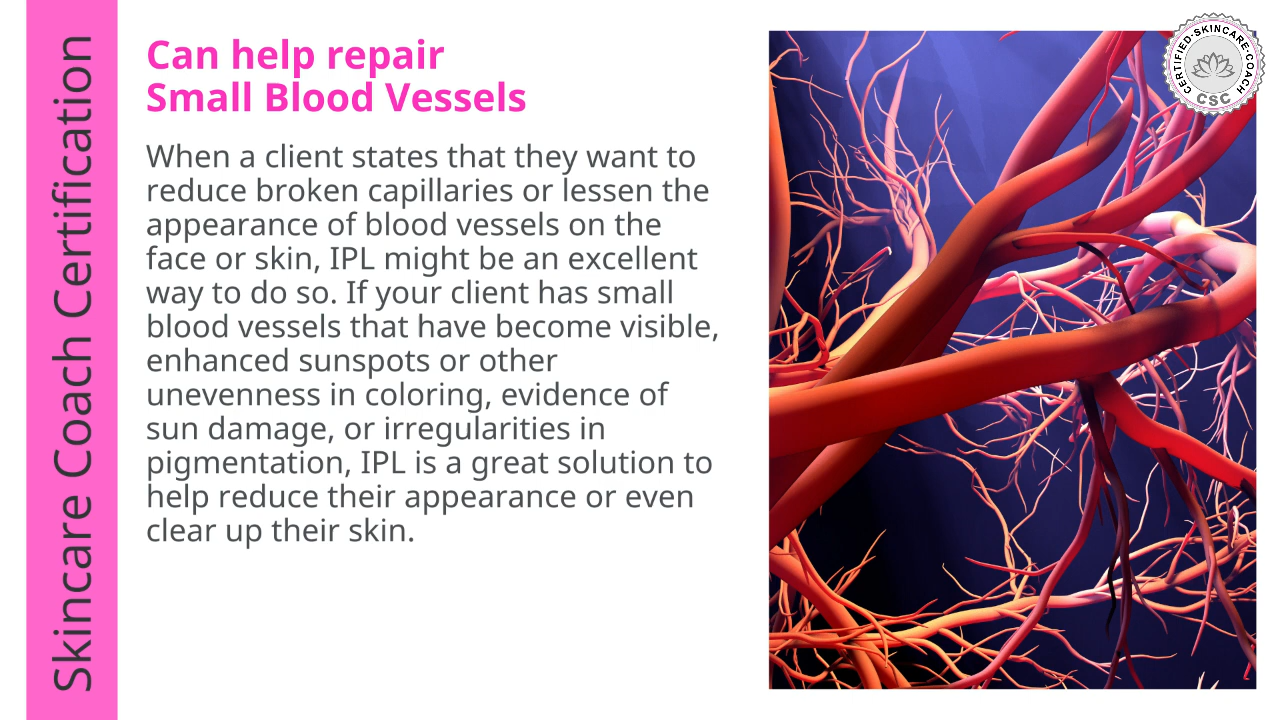 Skincare Coach Certification
Can help repair
Small Blood Vessels
When a client states that they want to
reduce broken capillaries or lessen the
appearance of blood vessels on the
face or skin, IPL might be an excellent
way to do so. If your client has small
blood vessels that have become visible,
enhanced sunspots or other
unevenness in coloring, evidence of
sun damage, or irregularities in
pigmentation, IPL is a great solution to
help reduce their appearance or even
clear up their skin.
CERTIFIED·SKINCARE·COACH
CSC